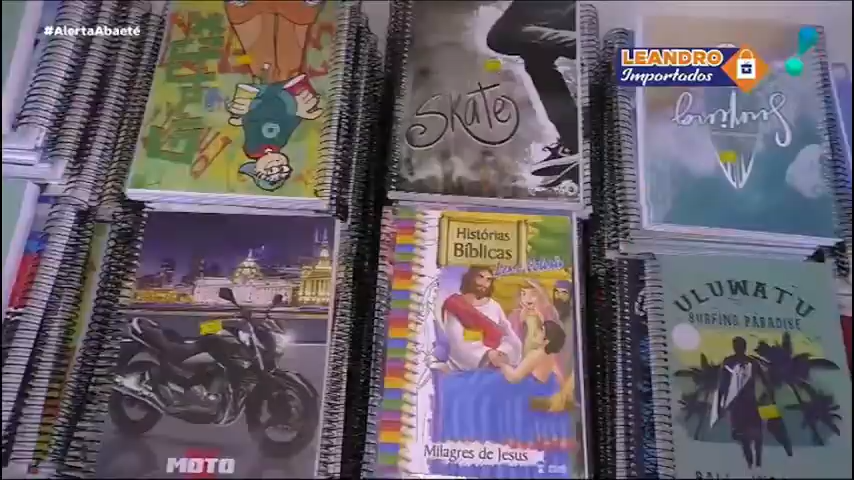 #AlertaAbaeté
LEANDRO
Importados
Skate
Surfing
Histórias
Bíblicas
Milagres de Jesus
MOTO
ULUWATU
SURFING PARADISE